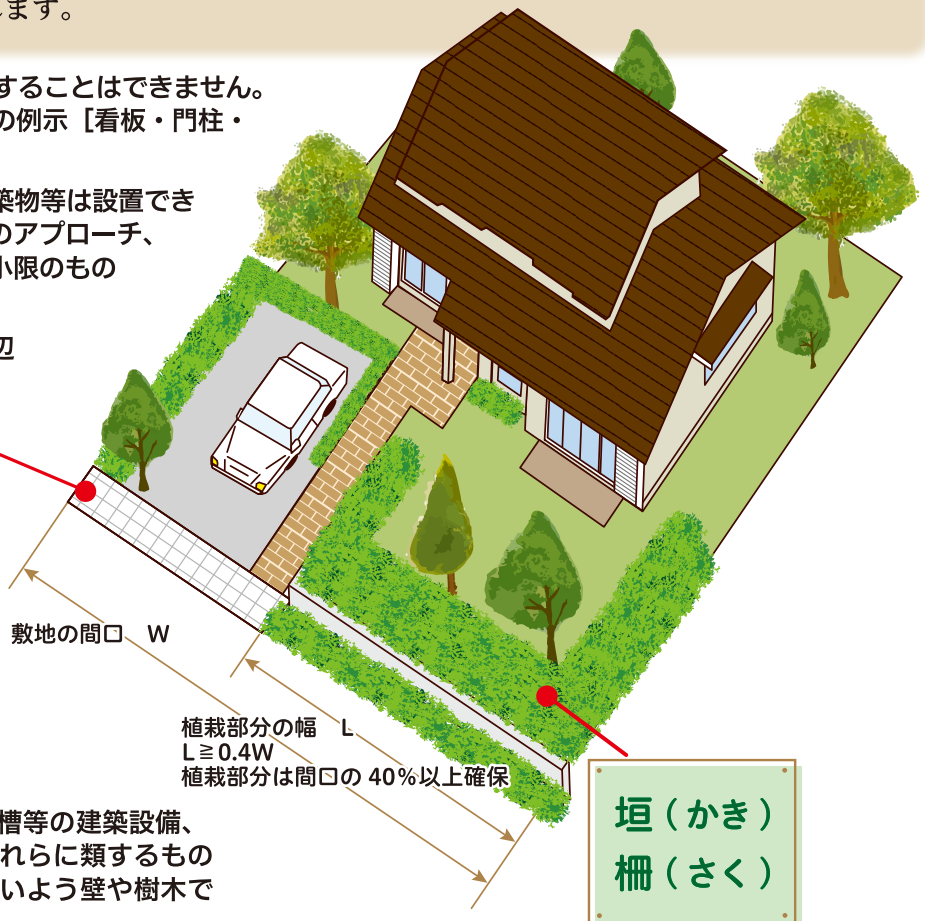 します。
することはできません。
の例示［看板・門柱・
築物等は設置でき
のアプローチ、
小限のもの
辺
敷地の間口　W
植栽部分の幅　L
L≧0.4W
植栽部分は間口の 40％以上確保
槽等の建築設備、
れらに類するもの
いよう壁や樹木で
垣（かき）
柵（さく）